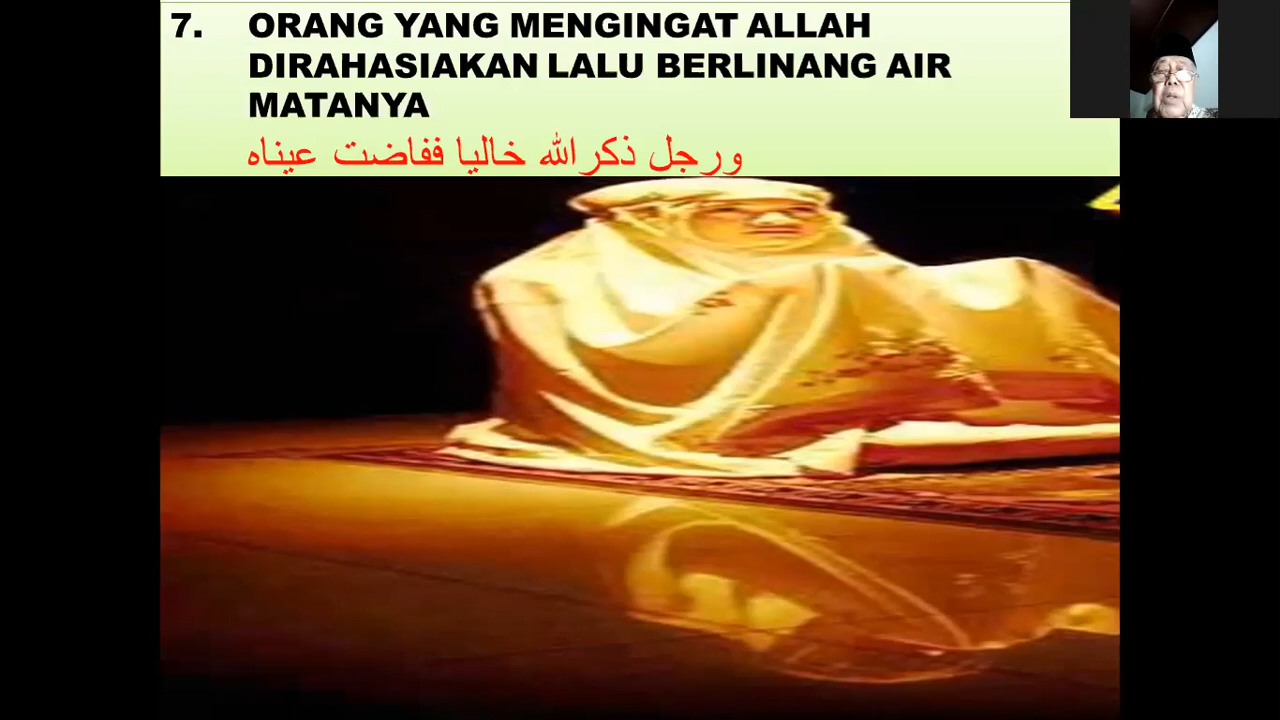 7. ORANG YANG MENGINGAT ALLAH
DIRAHASIAKAN LALU BERLINANG AIR
MATANYA
ورجل ذكر الله خاليا ففاضت عيناه